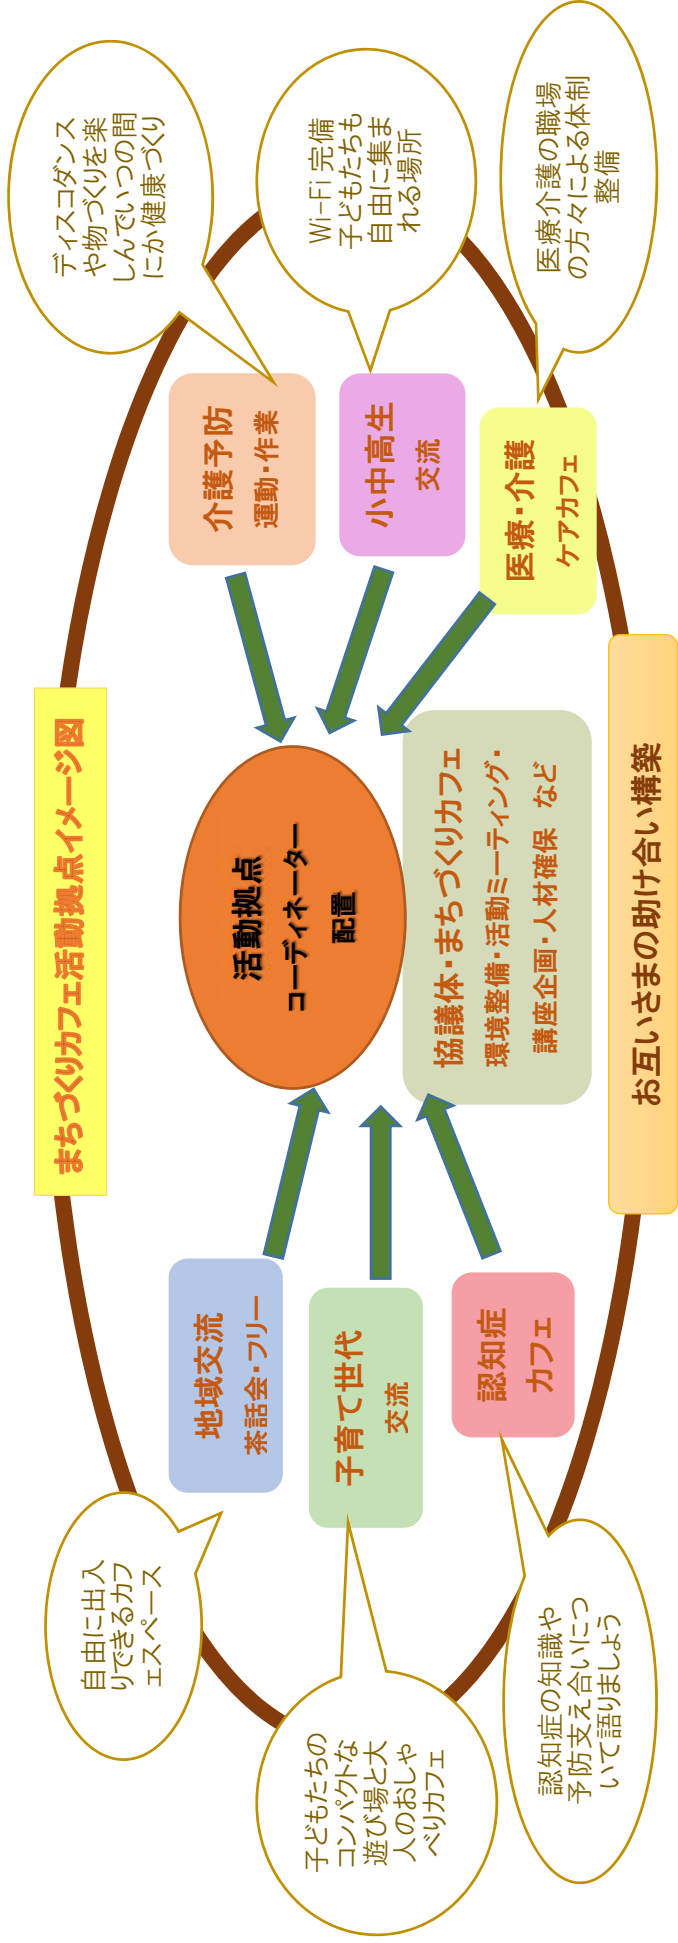 まちづくりカフェ活動拠点イメージ図
自由に出入
りできるカフ
ェスペース
地域交流
茶話会・フリー
子どもたちの
コンパクトな
遊び場と大
人のおしゃ
べりカフェ
子育て世代
交流
認知症の知識や
予防支え合いにつ
いて語りましょう
認知症
カフェ
活動拠点
コーディネーター
配置
協議体・まちづくりカフェ
環境整備・活動ミーティング・
講座企画・人材確保 など
ディスコダンス
や物づくりを楽
しんでいつの間
にか健康づくり
介護予防
運動・作業
Wi-Fi 完備
子どもたちも
自由に集ま
れる場所
小中高生
交流
医療介護の職場
の方々による体制
整備
医療・介護
ケアカフェ
お互いさまの助け合い構築